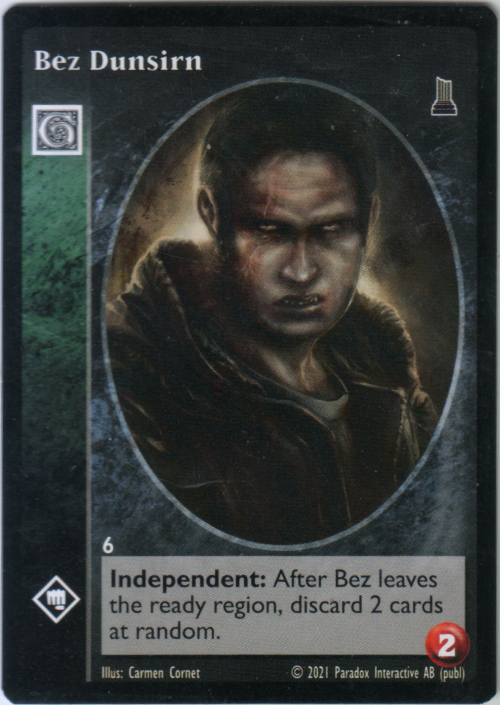 Bez Dunsirn
6
Independent: After Bez leaves
the ready region, discard 2 cards
at random.
2
Illus: Carmen Cornet © 2021 Paradox Interactive AB (publ)